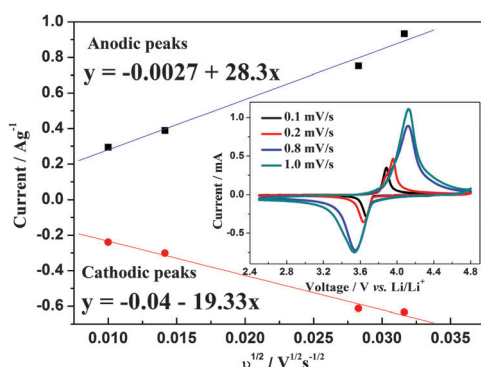 1.0
0.8
0.6
0.4
0.2
0.0
-0.2
-0.4
-0.6
Current / Ag⁻¹
Anodic peaks
y = -0.0027 + 28.3x
Cathodic peaks
y = -0.04 - 19.33x
0.1 mV/s
0.2 mV/s
0.8 mV/s
1.0 mV/s
1.0
0.5
0.0
-0.5
Current / mA
2.4 3.0 3.6 4.2 4.8
Voltage / V vs. Li/Li⁺
0.010 0.015 0.020 0.025 0.030 0.035
υ¹ᐟ² / V¹ᐟ²s⁻¹ᐟ²